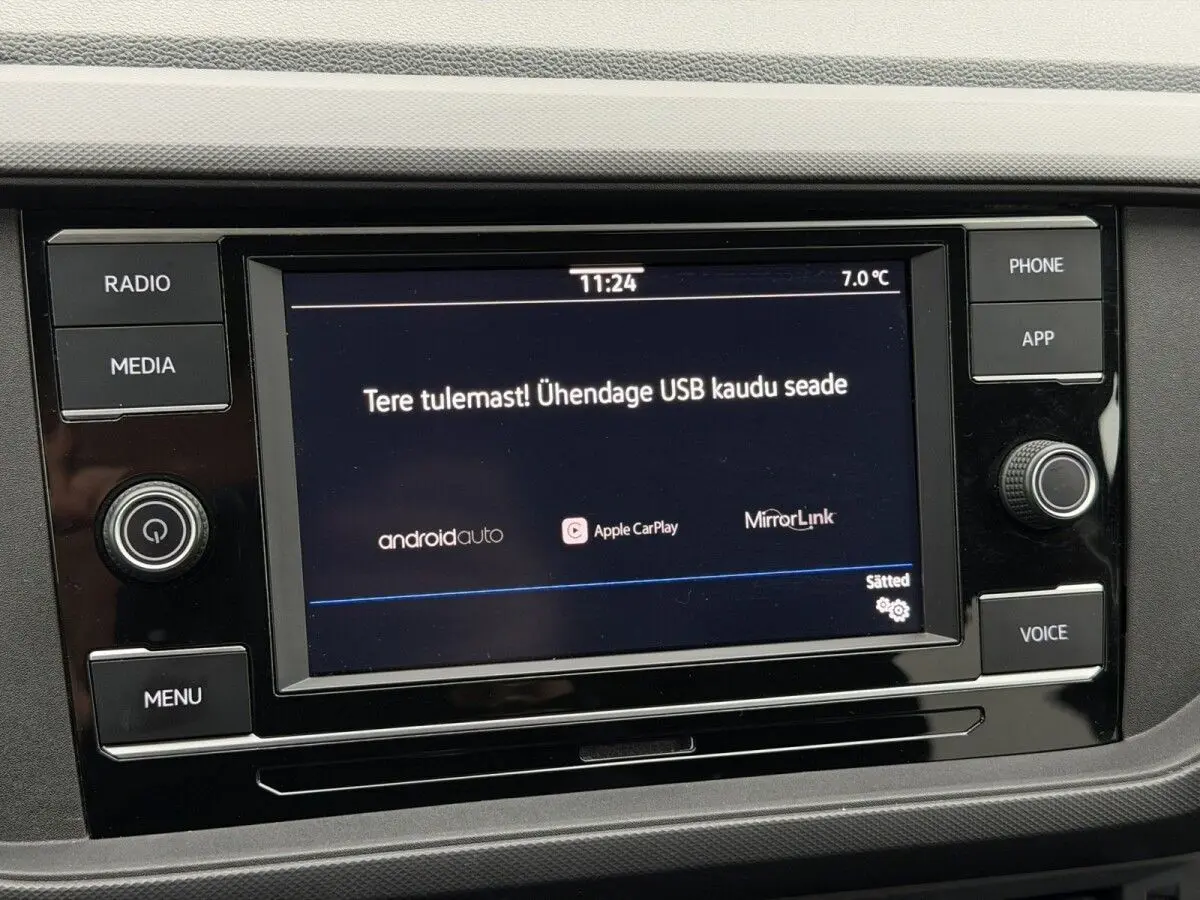 RADIO
MEDIA
MENU
11:24
7.0 °C
Tere tulemast! Ühendage USB kaudu seade
androidauto
Apple CarPlay
MirrorLink
Sätted
PHONE
APP
VOICE